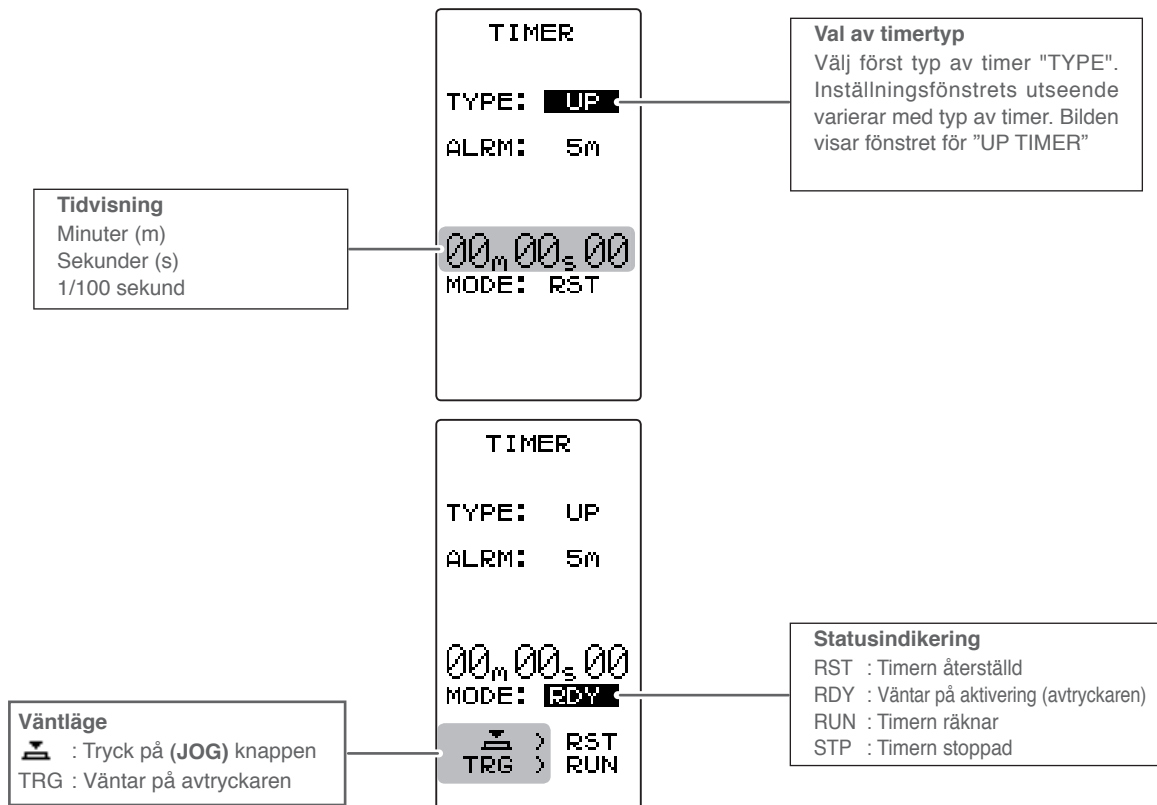 TIMER
TYPE: UP
ALRM: 5m
00m00s00
MODE: RST
Val av timertyp
Välj först typ av timer "TYPE".
Inställningsfönstrets utseende
varierar med typ av timer. Bilden
visar fönstret för ”UP TIMER”
Tidvisning
Minuter (m)
Sekunder (s)
1/100 sekund
TIMER
TYPE: UP
ALRM: 5m
00m00s00
MODE: RDY
> RST
TRG > RUN
Väntläge
: Tryck på (JOG) knappen
TRG : Väntar på avtryckaren
Statusindikering
RST : Timern återställd
RDY : Väntar på aktivering (avtryckaren)
RUN : Timern räknar
STP : Timern stoppad